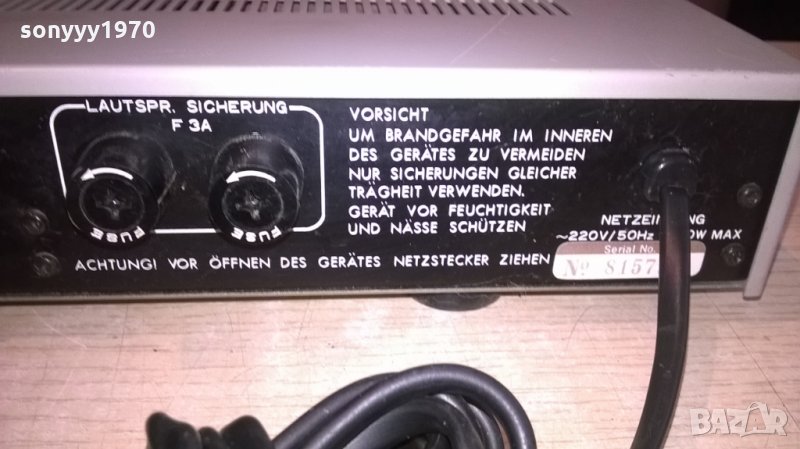 sonyyy1970
LAUTSPR. SICHERUNG
F 3A
FUSE
FUSE
VORSICHT
UM BRANDGEFAHR IM INNEREN
DES GERÄTES ZU VERMEIDEN
NUR SICHERUNGEN GLEICHER
TRÄGHEIT VERWENDEN.
GERÄT VOR FEUCHTIGKEIT
UND NÄSSE SCHÜTZEN
ACHTUNG! VOR ÖFFNEN DES GERÄTES NETZSTECKER ZIEHEN
~220V/50Hz MAX
Serial No.
No 8157
BAZAR